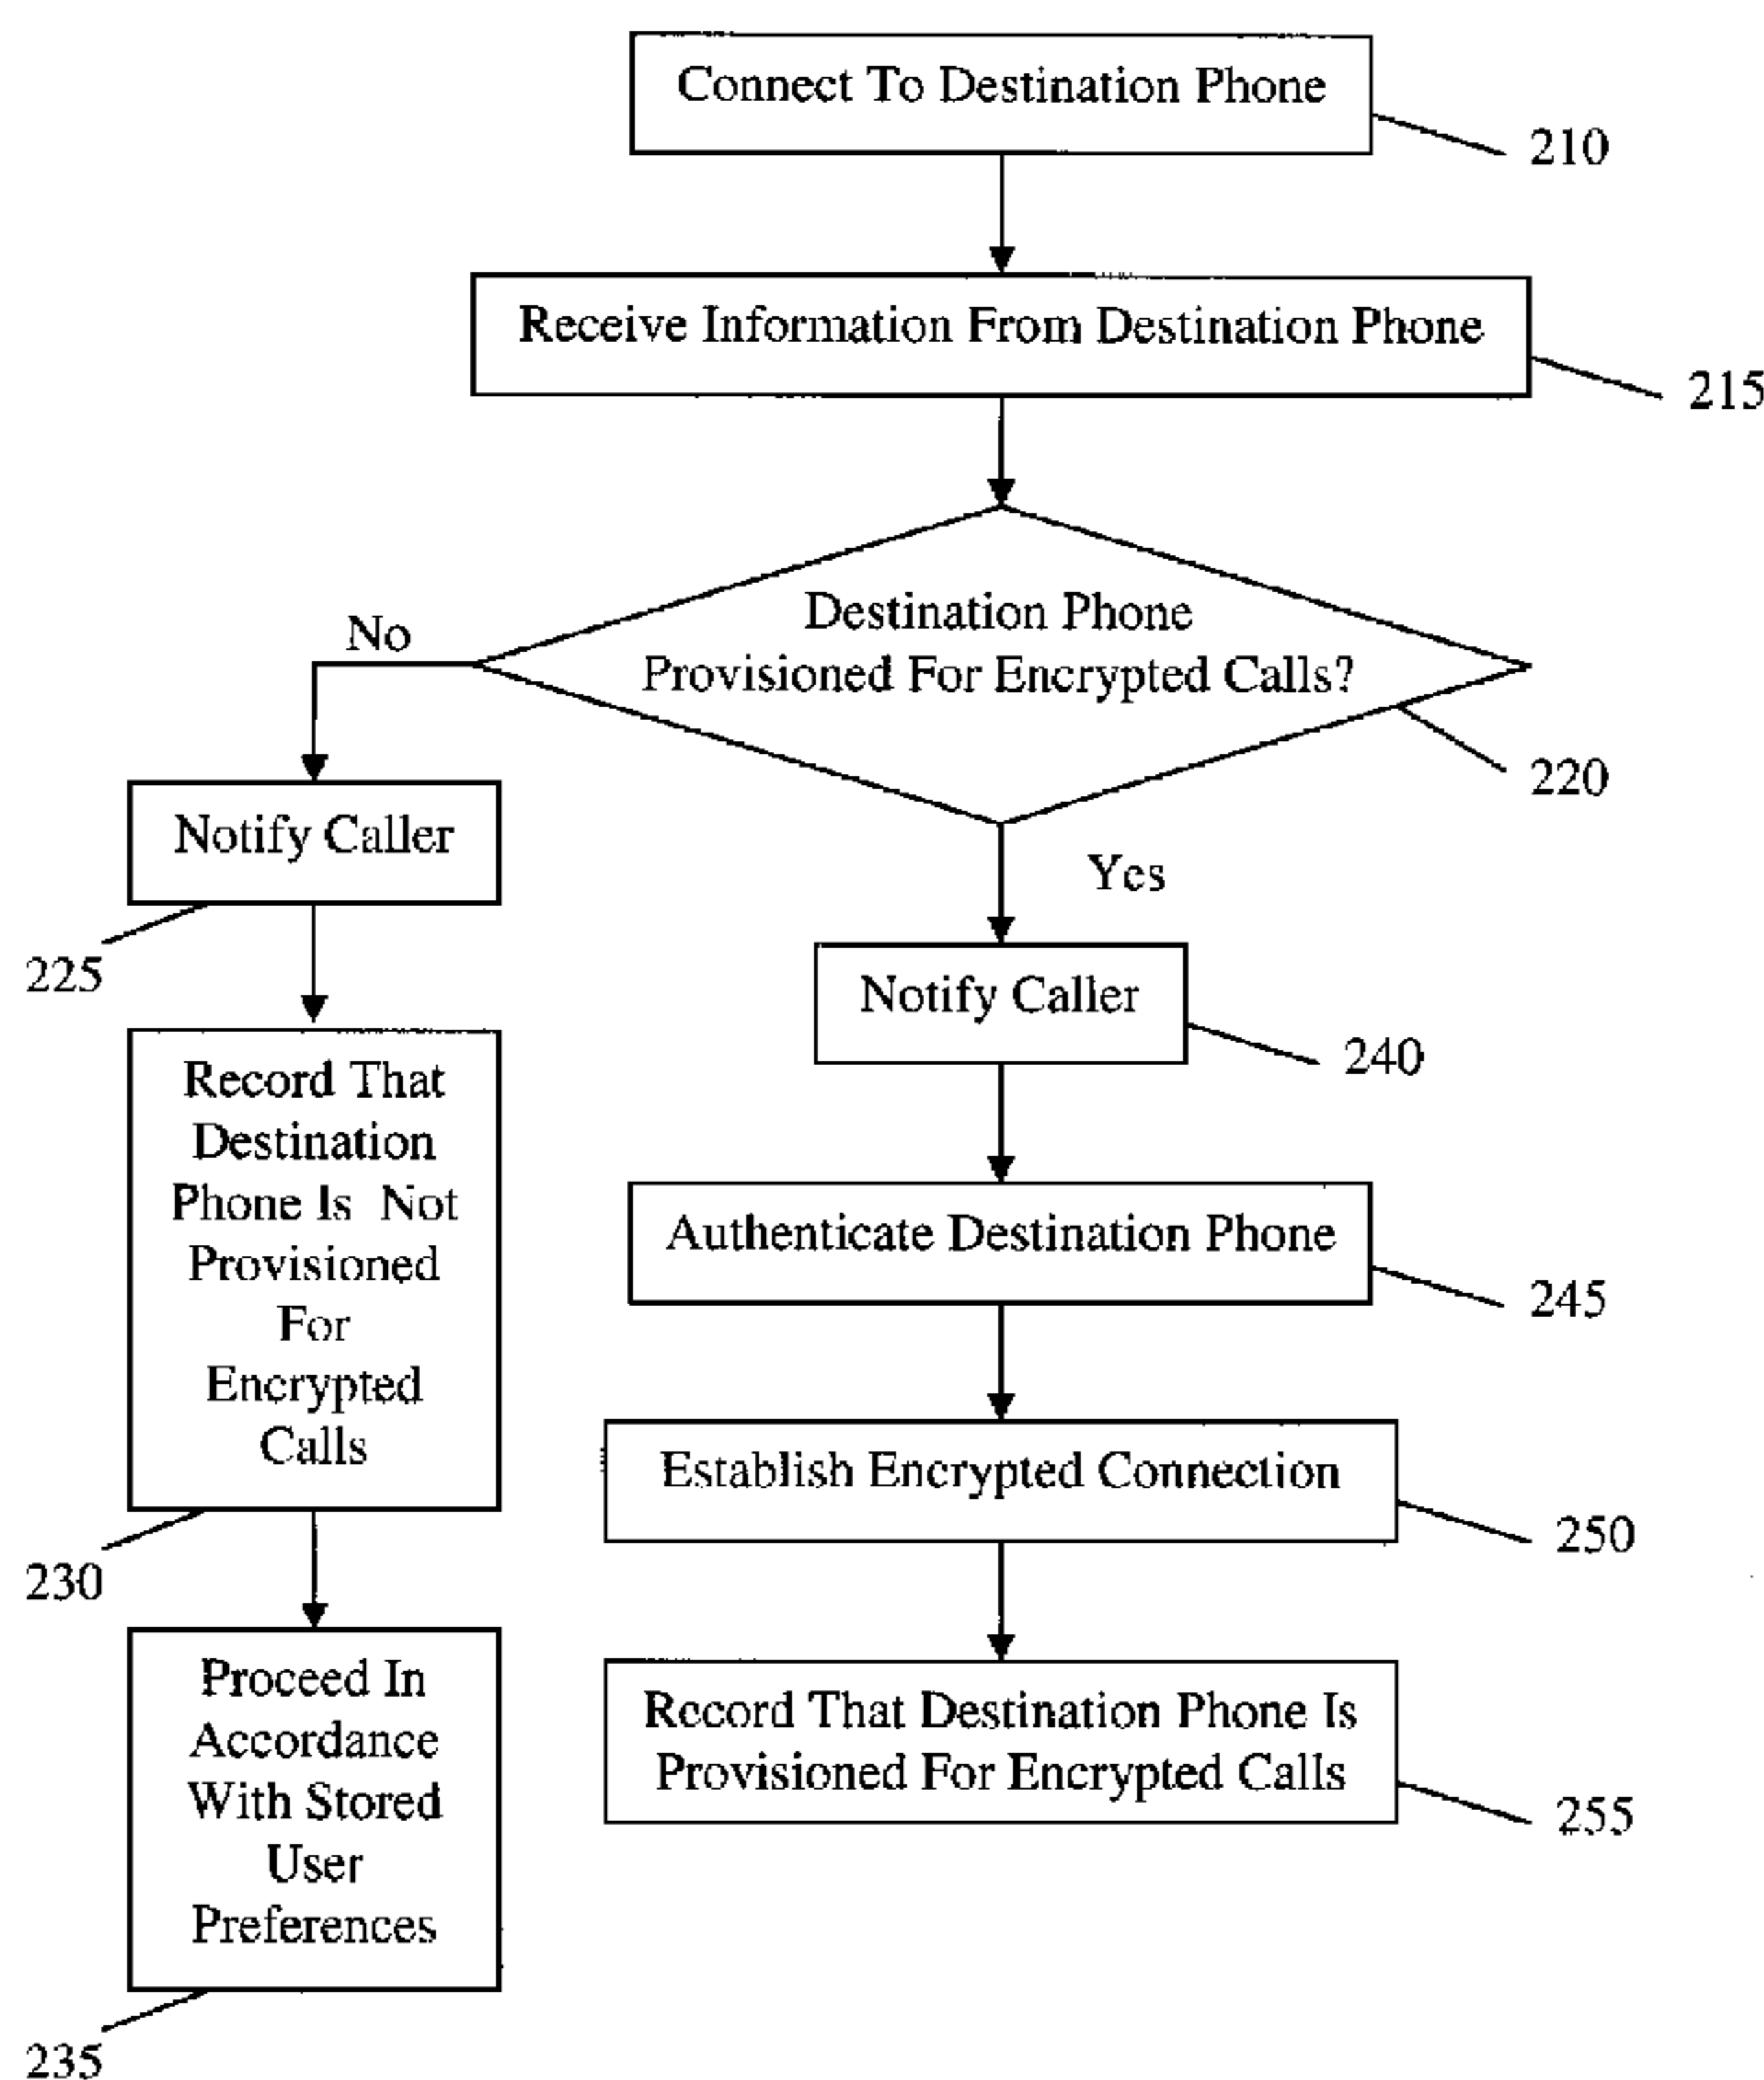 Connect To Destination Phone
210
Receive Information From Destination Phone
215
Destination Phone
Provisioned For Encrypted Calls?
220
No
Yes
Notify Caller
225
Notify Caller
240
Record That
Destination
Phone Is Not
Provisioned
For
Encrypted
Calls
230
Authenticate Destination Phone
245
Establish Encrypted Connection
250
Proceed In
Accordance
With Stored
User
Preferences
235
Record That Destination Phone Is
Provisioned For Encrypted Calls
255